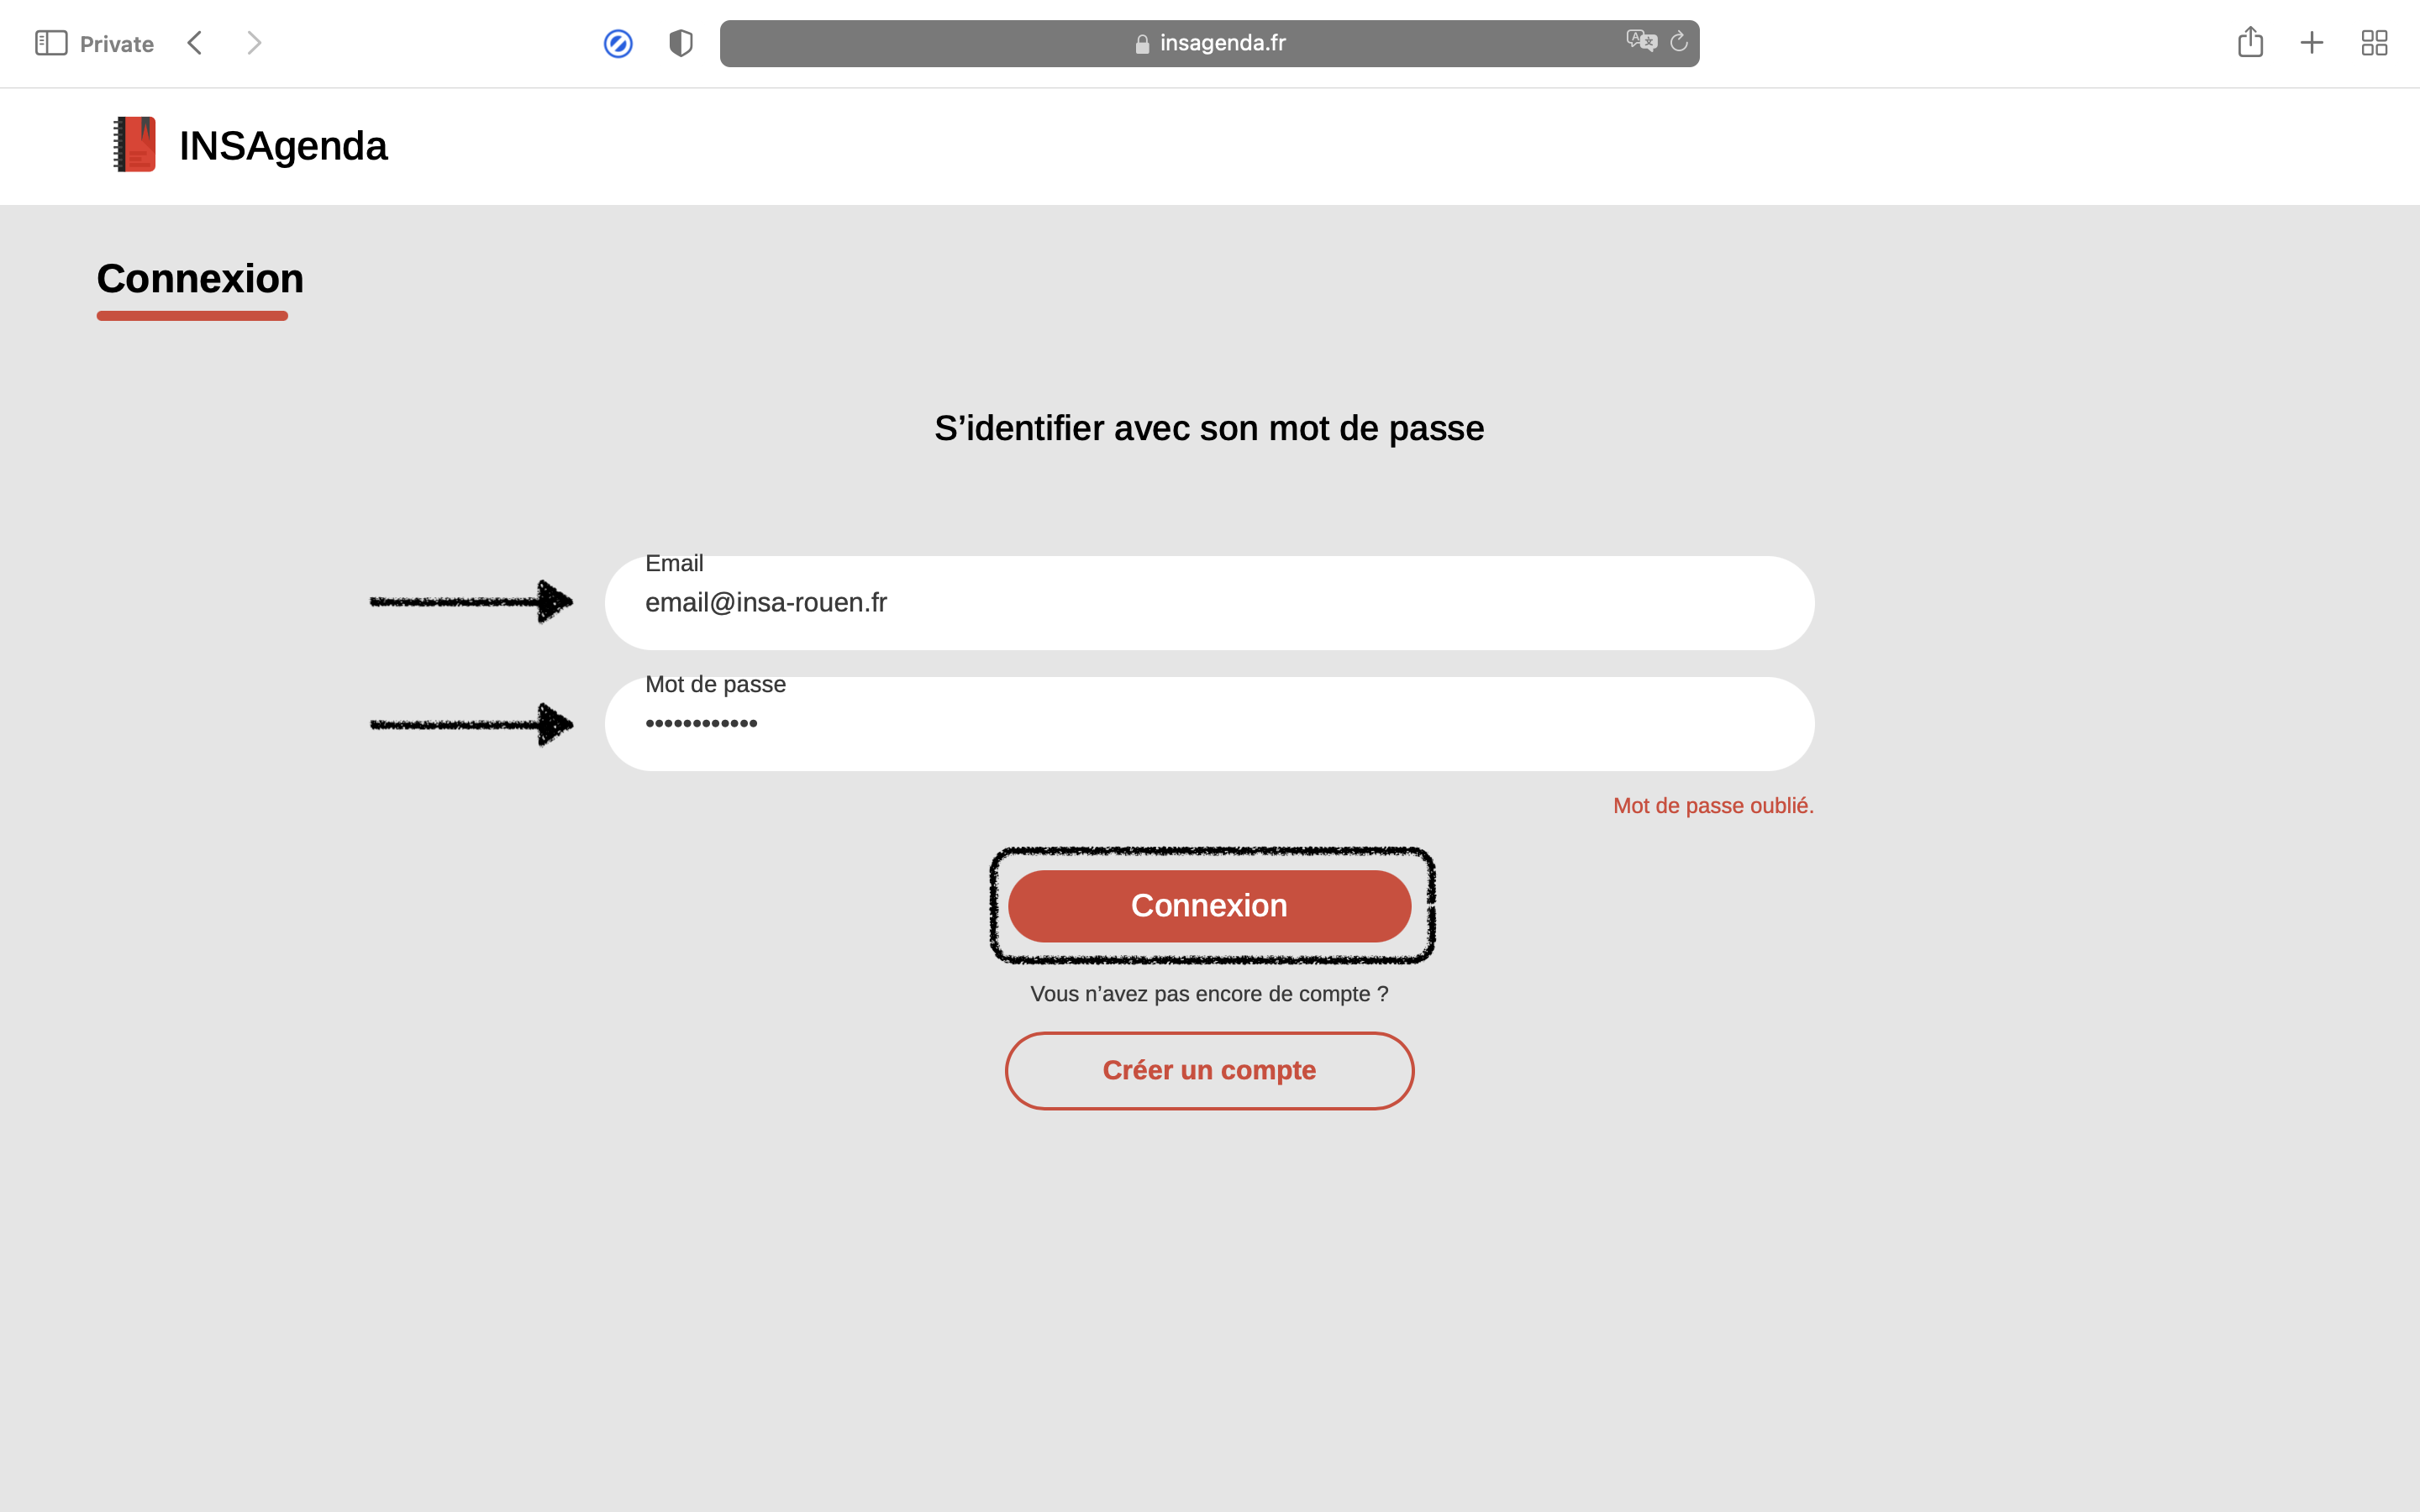 Private
insagenda.fr
INSAgenda
Connexion
S’identifier avec son mot de passe
Email
email@insa-rouen.fr
Mot de passe
••••••••••••
Mot de passe oublié.
Connexion
Vous n’avez pas encore de compte ?
Créer un compte